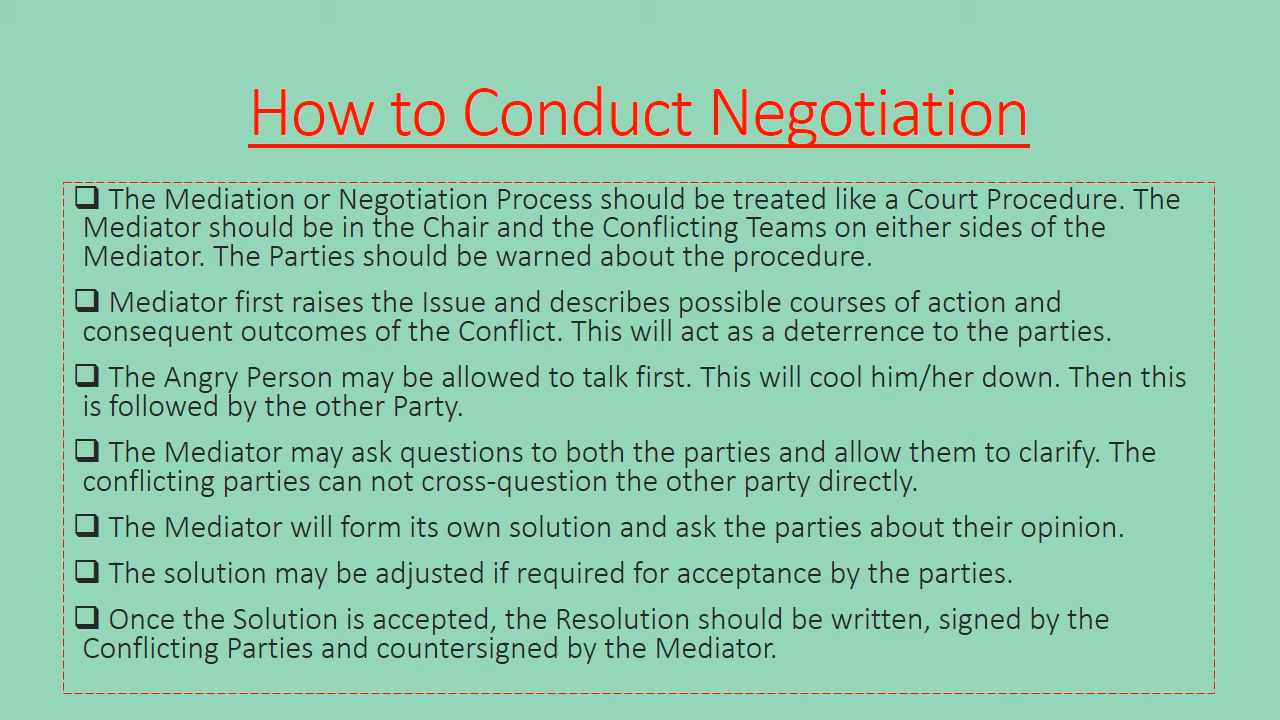 How to Conduct Negotiation
❑ The Mediation or Negotiation Process should be treated like a Court Procedure. The
Mediator should be in the Chair and the Conflicting Teams on either sides of the
Mediator. The Parties should be warned about the procedure.
❑ Mediator first raises the Issue and describes possible courses of action and
consequent outcomes of the Conflict. This will act as a deterrence to the parties.
❑ The Angry Person may be allowed to talk first. This will cool him/her down. Then this
is followed by the other Party.
❑ The Mediator may ask questions to both the parties and allow them to clarify. The
conflicting parties can not cross-question the other party directly.
❑ The Mediator will form its own solution and ask the parties about their opinion.
❑ The solution may be adjusted if required for acceptance by the parties.
❑ Once the Solution is accepted, the Resolution should be written, signed by the
Conflicting Parties and countersigned by the Mediator.